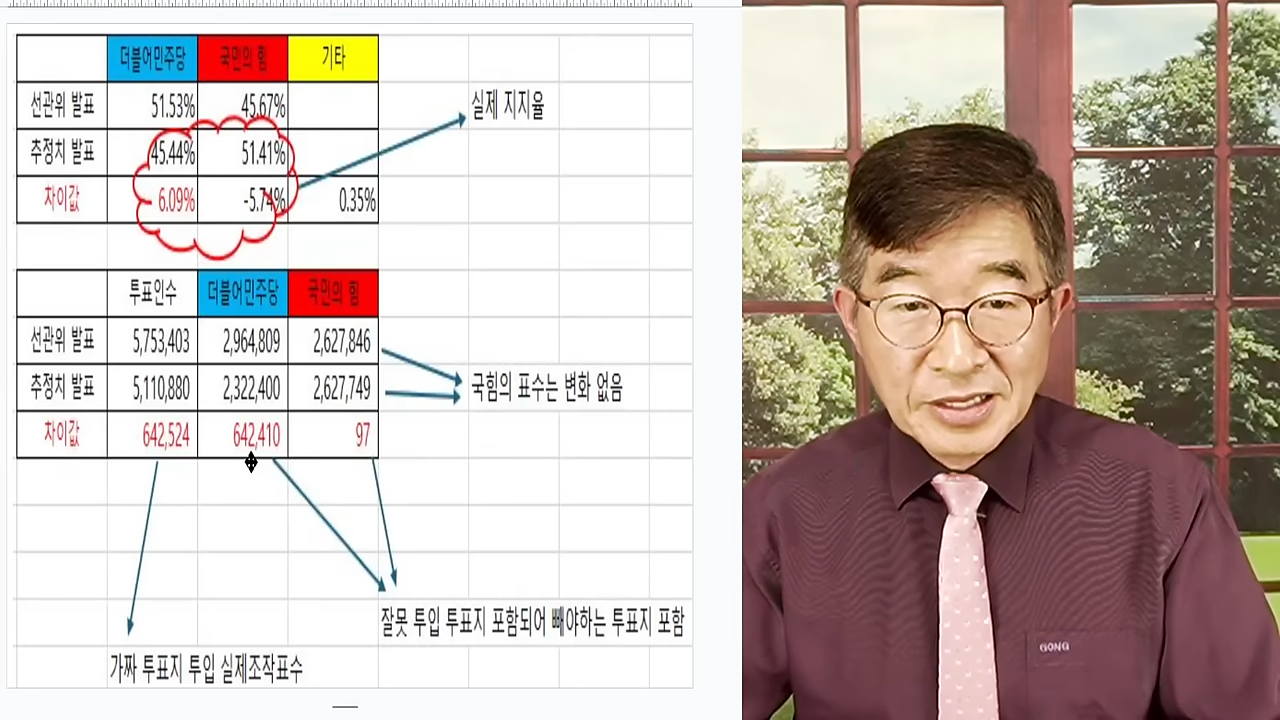 더불어민주당 국민의 힘 기타
선관위 발표 51.53% 45.67%
실제 지지율
추정치 발표 45.44% 51.41%
차이값 6.09% -5.74% 0.35%
투표인수 더불어민주당 국민의 힘
선관위 발표 5,753,403 2,964,809 2,627,846
추정치 발표 5,110,880 2,322,400 2,627,749
국힘의 표수는 변화 없음
차이값 642,524 642,410 97
잘못 투입 투표지 포함되어 빼야하는 투표지 포함
가짜 투표지 투입 실제조작표수
GONG